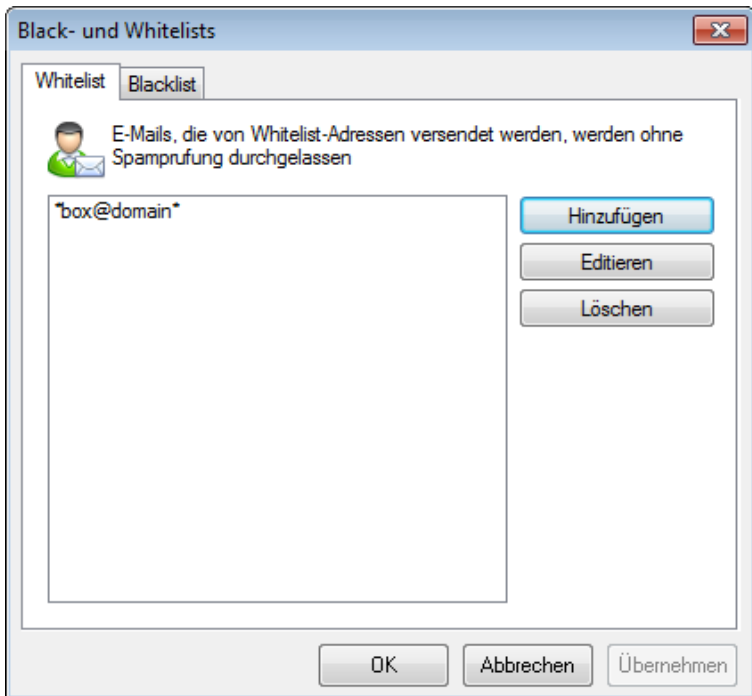 Black- und Whitelists
Whitelist
Blacklist
E-Mails, die von Whitelist-Adressen versendet werden, werden ohne
Spamprufung durchgelassen
*box@domain*
Hinzufügen
Editieren
Löschen
OK
Abbrechen
Übernehmen